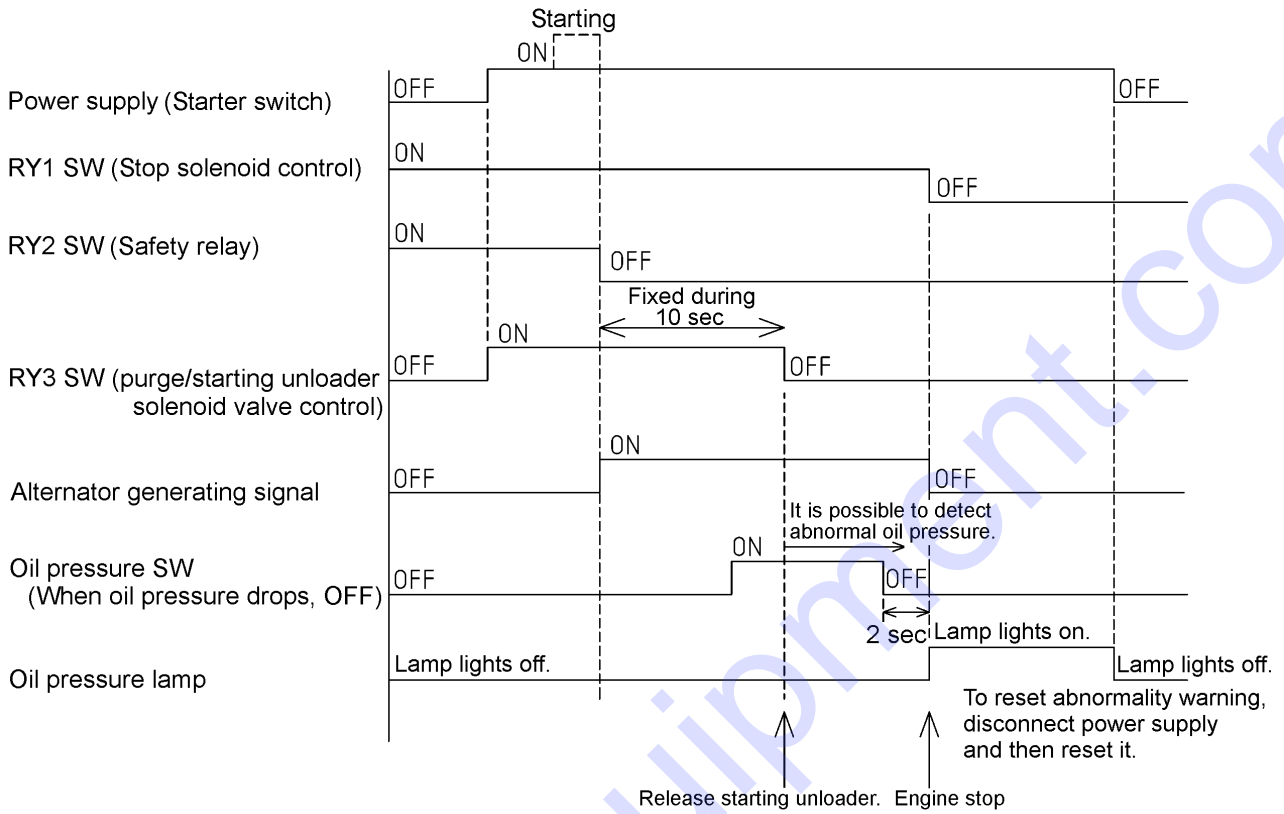 Starting
ON
Power supply (Starter switch)
OFF
OFF
RY1 SW (Stop solenoid control)
ON
OFF
RY2 SW (Safety relay)
ON
OFF
Fixed during
10 sec
RY3 SW (purge/starting unloader
solenoid valve control)
OFF
ON
OFF
Alternator generating signal
OFF
ON
OFF
It is possible to detect
abnormal oil pressure.
Oil pressure SW
(When oil pressure drops, OFF)
OFF
ON
OFF
2 sec
Oil pressure lamp
Lamp lights off.
Lamp lights on.
Lamp lights off.
To reset abnormality warning,
disconnect power supply
and then reset it.
Release starting unloader.
Engine stop
uipment.com